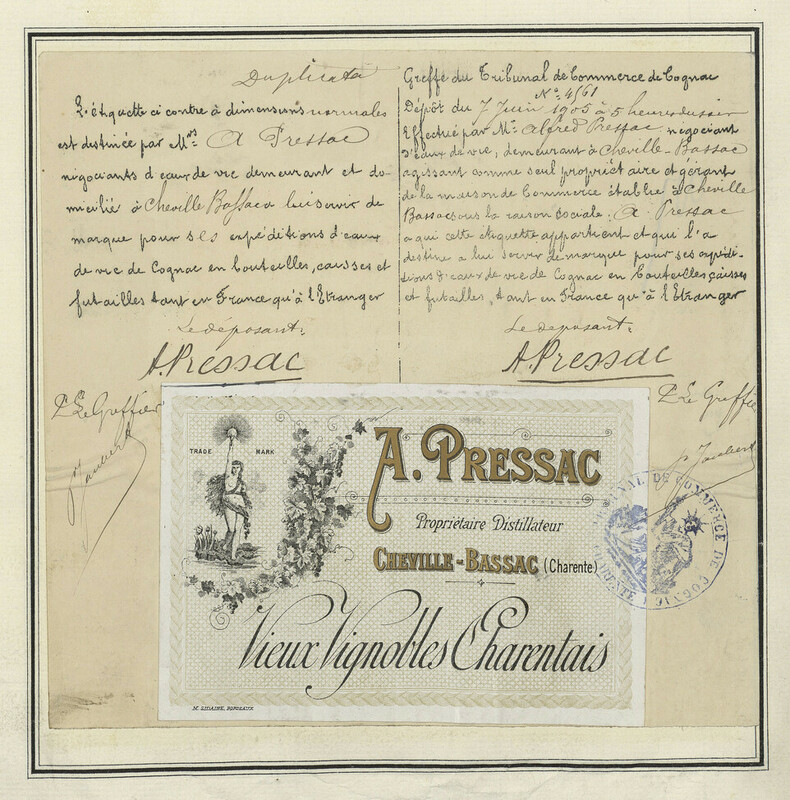 Duplicata
L'étiquette ci contre à dimensions normales
est destinée par Mrs A Pressac
négociants d'eaux de vie demeurant et do-
micilié à Cheville Bassac a lui servir de
marque pour ses expéditions d'eaux
de vie de Cognac en bouteilles, caisses et
futailles tant en France qu'à l'Etranger
Le déposant:
A. Pressac
P. Le Greffier
Jaubert
Greffe du Tribunal de Commerce de Cognac
No. 4561
Dépôt du 7 Juin 1905 à 5 heures du soir
Effectué par Mr. Alfred Pressac négociant
d'eaux de vie, demeurant à Cheville-Bassac
agissant comme seul propriétaire et gérant
de la maison de Commerce établie à Cheville
Bassac sous la raison sociale: A Pressac
a qui cette étiquette appartient et qui l'a
destine a lui servir de marque pour ses expédi-
tions d'eaux de vie de Cognac en bouteilles caisses
et futailles, tant en France qu'à l'Etranger
Le déposant:
A. Pressac
P. Le Greffie
Jaubert
TRADE MARK
A. PRESSAC
Propriétaire Distillateur
CHEVILLE-BASSAC (Charente)
Vieux Vignobles Charentais
BORDEAUX
TRIBUNAL DE COMMERCE DE COGNAC